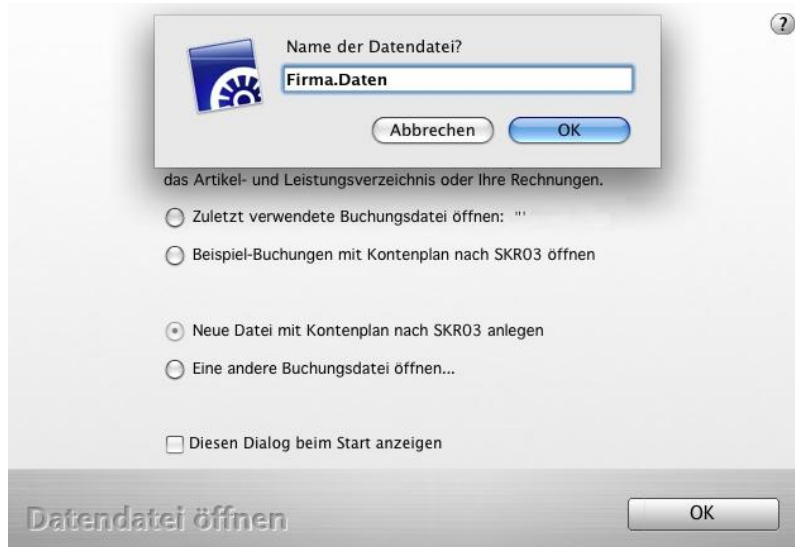 ?
Name der Datendatei?
Firma.Daten
Abbrechen
OK
das Artikel- und Leistungsverzeichnis oder Ihre Rechnungen.
Zuletzt verwendete Buchungsdatei öffnen: "'
Beispiel-Buchungen mit Kontenplan nach SKR03 öffnen
Neue Datei mit Kontenplan nach SKR03 anlegen
Eine andere Buchungsdatei öffnen...
Diesen Dialog beim Start anzeigen
Datendatei öffnen
OK